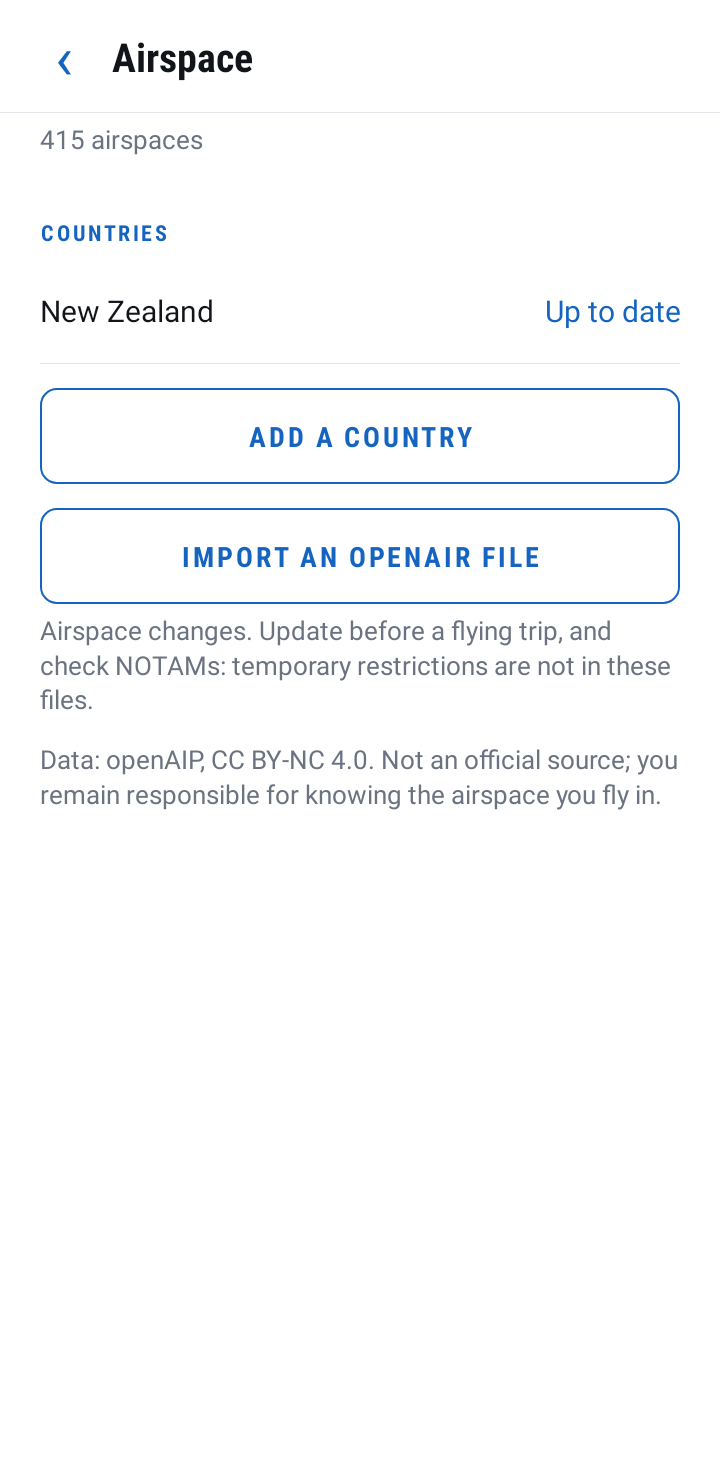 Airspace
415 airspaces
COUNTRIES
New Zealand Up to date
ADD A COUNTRY
IMPORT AN OPENAIR FILE
Airspace changes. Update before a flying trip, and
check NOTAMs: temporary restrictions are not in these
files.
Data: openAIP, CC BY-NC 4.0. Not an official source; you
remain responsible for knowing the airspace you fly in.